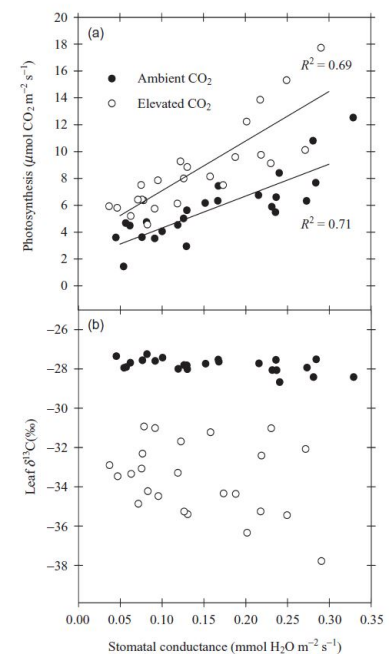 20
18
16
14
12
10
8
6
4
2
0
(a)
Ambient CO₂
Elevated CO₂
R² = 0.69
R² = 0.71
Photosynthesis (μmol CO₂ m⁻² s⁻¹)
−26
−28
−30
−32
−34
−36
−38
(b)
Leaf δ¹³C(‰)
0.00 0.05 0.10 0.15 0.20 0.25 0.30 0.35
Stomatal conductance (mmol H₂O m⁻² s⁻¹)